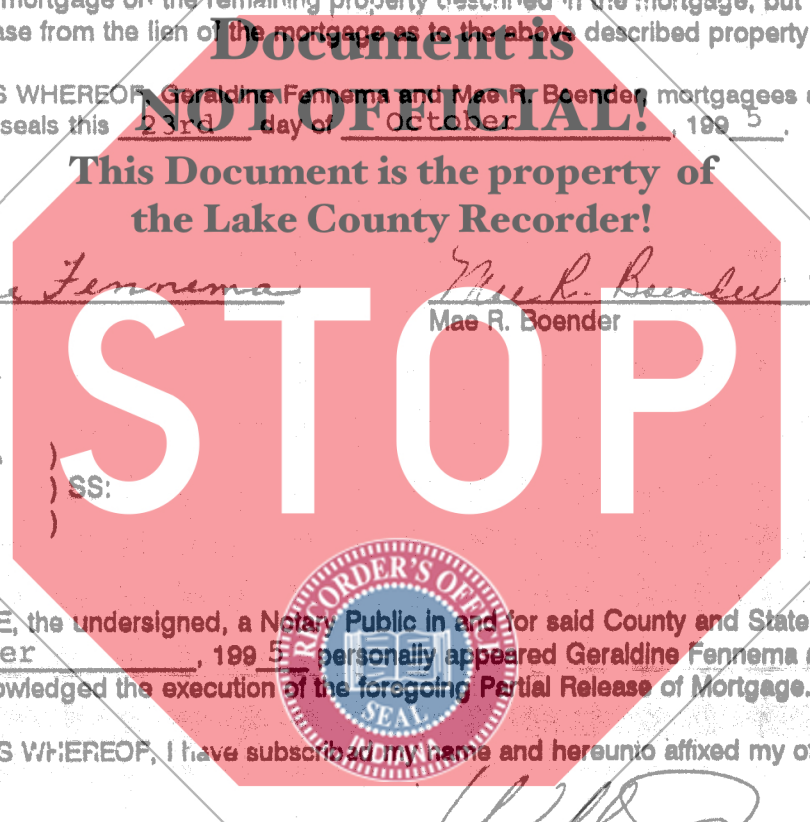 mortgage on the remaining property described in the mortgage, but
ase from the lien of the mortgage as to the above described property
Document is
S WHEREOF, Geraldine Fennema and Mae R. Boender, mortgagees
NOT OFFICIAL!
seals this 23rd day of October, 1995.
This Document is the property of
the Lake County Recorder!
Fennema Mae R. Boender
Mae R. Boender
STOP
)
) SS:
)
RECORDER'S OFFICE
E, the undersigned, a Notary Public in and for said County and State
er, 1995, personally appeared Geraldine Fennema
owledged the execution of the foregoing Partial Release of Mortgage.
SEAL
INDIANA
S WHEREOF, I have subscribed my name and hereunto affixed my of